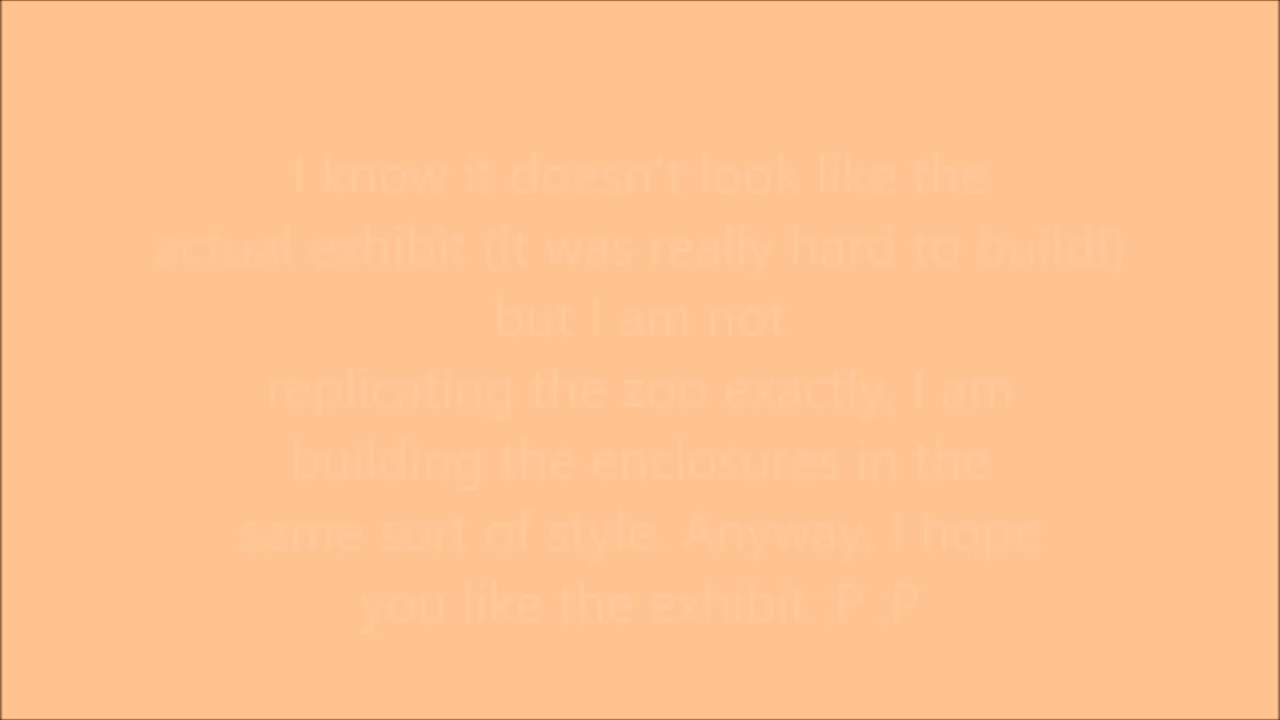 I know it doesn't look like the
actual exhibit (it was really hard to build!)
but I am not
replicating the zoo exactly, I am
building the enclosures in the
same sort of style. Anyway, I hope
you like the exhibit :P :P